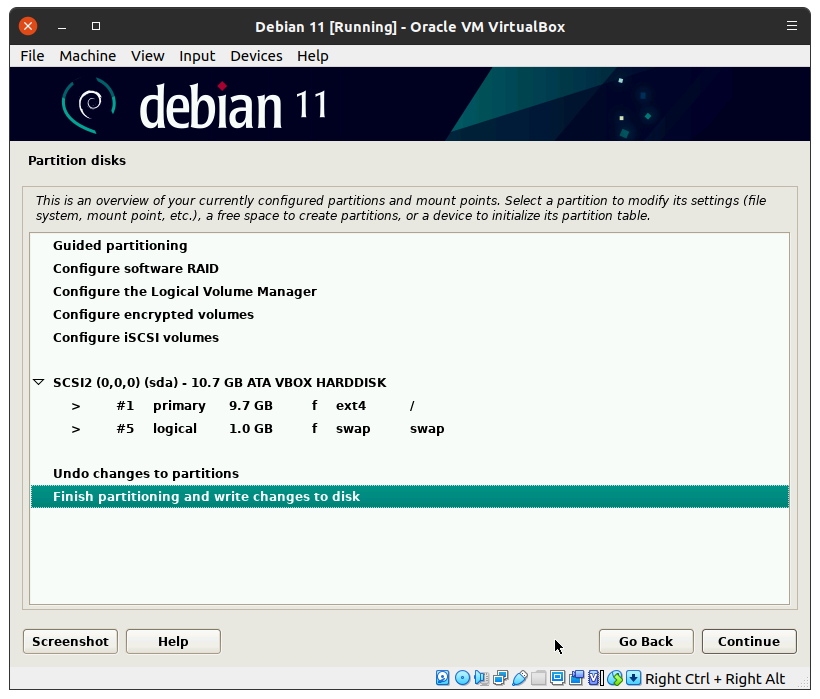 Debian 11 [Running] - Oracle VM VirtualBox
File Machine View Input Devices Help
debian 11
Partition disks
This is an overview of your currently configured partitions and mount points. Select a partition to modify its settings (file
system, mount point, etc.), a free space to create partitions, or a device to initialize its partition table.
Guided partitioning
Configure software RAID
Configure the Logical Volume Manager
Configure encrypted volumes
Configure iSCSI volumes
SCSI2 (0,0,0) (sda) - 10.7 GB ATA VBOX HARDDISK
> #1 primary 9.7 GB f ext4 /
> #5 logical 1.0 GB f swap swap
Undo changes to partitions
Finish partitioning and write changes to disk
Screenshot Help Go Back Continue
Right Ctrl + Right Alt